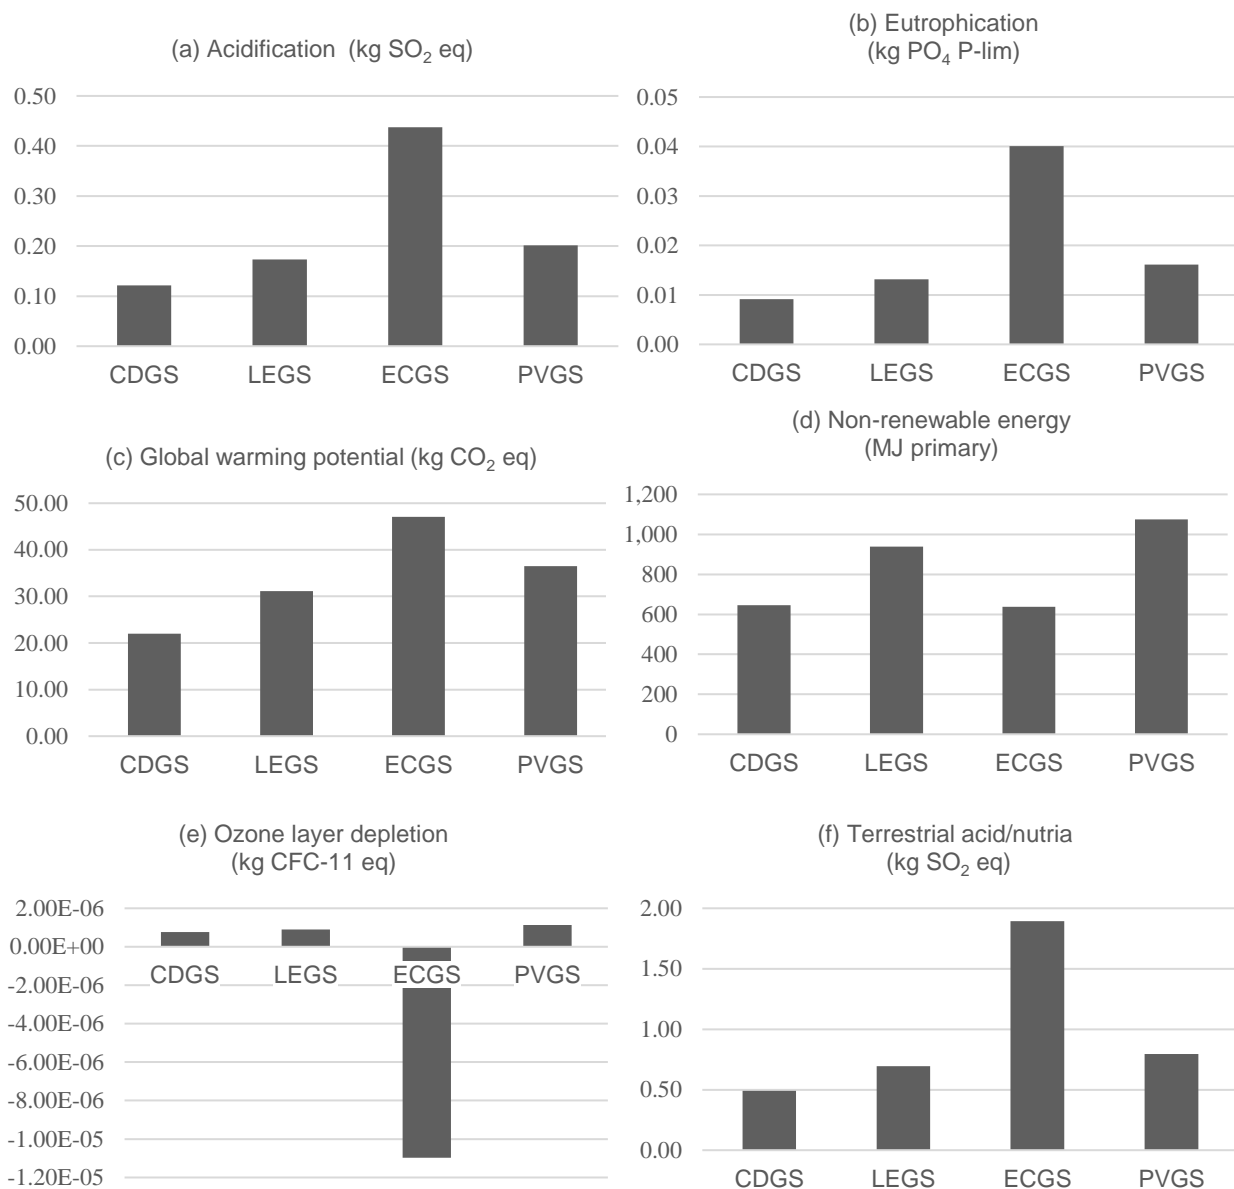 (a) Acidification (kg SO₂ eq)
0.50
0.40
0.30
0.20
0.10
0.00
CDGS LEGS ECGS PVGS
(b) Eutrophication
(kg PO₄ P-lim)
0.05
0.04
0.03
0.02
0.01
0.00
CDGS LEGS ECGS PVGS
(c) Global warming potential (kg CO₂ eq)
50.00
40.00
30.00
20.00
10.00
0.00
CDGS LEGS ECGS PVGS
(d) Non-renewable energy
(MJ primary)
1,200
1,000
800
600
400
200
0
CDGS LEGS ECGS PVGS
(e) Ozone layer depletion
(kg CFC-11 eq)
2.00E-06
0.00E+00
CDGS LEGS ECGS PVGS
-2.00E-06
-4.00E-06
-6.00E-06
-8.00E-06
-1.00E-05
-1.20E-05
(f) Terrestrial acid/nutria
(kg SO₂ eq)
2.00
1.50
1.00
0.50
0.00
CDGS LEGS ECGS PVGS